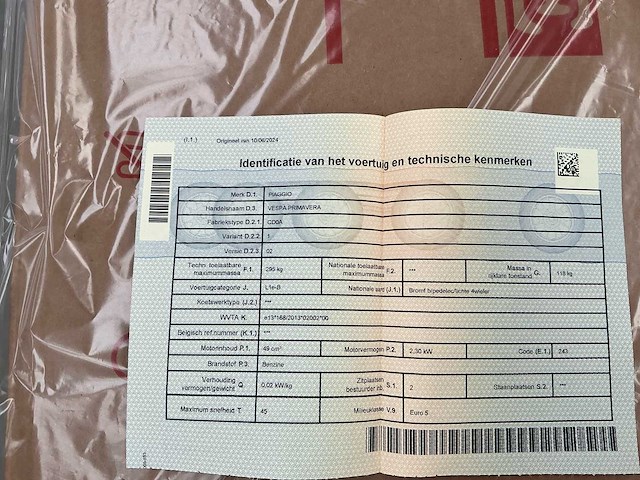 (I.1.) Origineel van 10/06/2024
Identificatie van het voertuig en technische kenmerken
Merk D.1. PIAGGIO
Handelsnaam D.3. VESPA PRIMAVERA
Fabriekstype D.2.1. CD0A
Variant D.2.2. 1
Versie D.2.3. 02
Techn. toelaatbare maximummassa F.1. 295 kg Nationale toelaatbare maximummassa F.2. *** Massa in rijklare toestand G. 118 kg
Voertuigcategorie J. L1e-B Nationale aard (J.1.) Bromf bipedelec/lichte 4wieler
Koetswerktype (J.2.) ***
WVTA K. e13*168/2013*02002*00
Belgisch ref.nummer (K.1.) ***
Motorinhoud P.1. 49 cm³ Motorvermogen P.2. 2,30 kW Code (E.1.) 243
Brandstof P.3. Benzine
Verhouding vermogen/gewicht Q. 0,02 kW/kg Zitplaatsen bestuurder inb. S.1. 2 Staanplaatsen S.2. ***
Maximum snelheid T. 45 Milieuklasse V.9. Euro 5